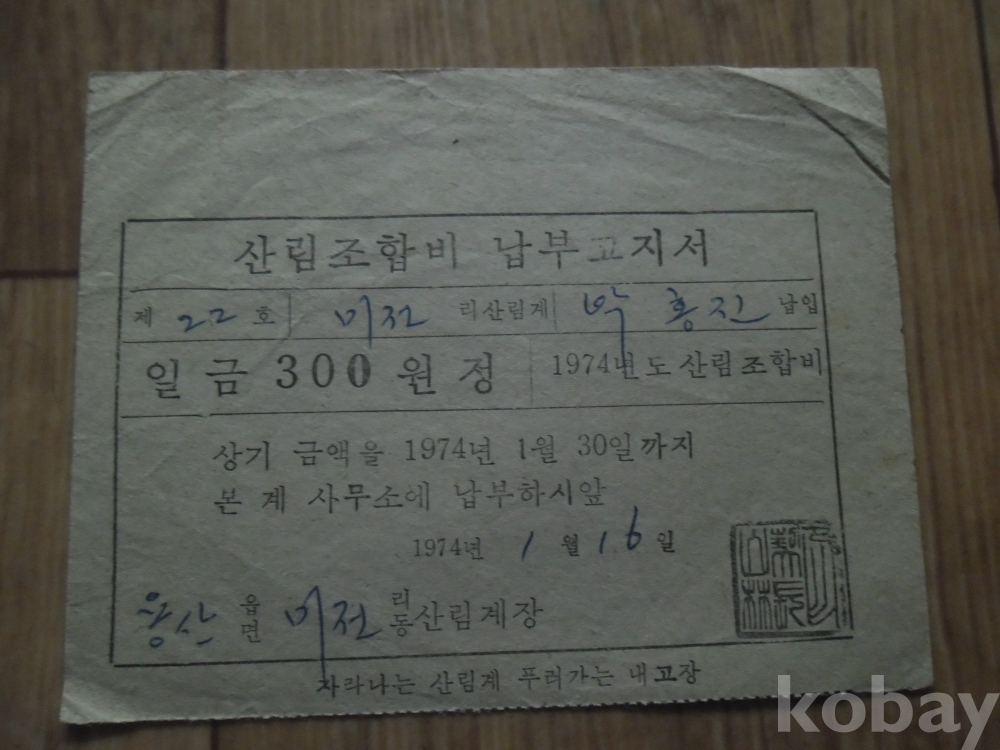 산림조합비 납부고지서
제 22 호 미전 리산림계 박홍진 납입
일금 300 원정 1974년도 산림조합비
상기 금액을 1974년 1월 30일까지
본 계 사무소에 납부하시앞
1974년 1 월 16 일
용산 읍면 미전 리동 산림계장
자라나는 산림계 푸러가는 내고장
kobay